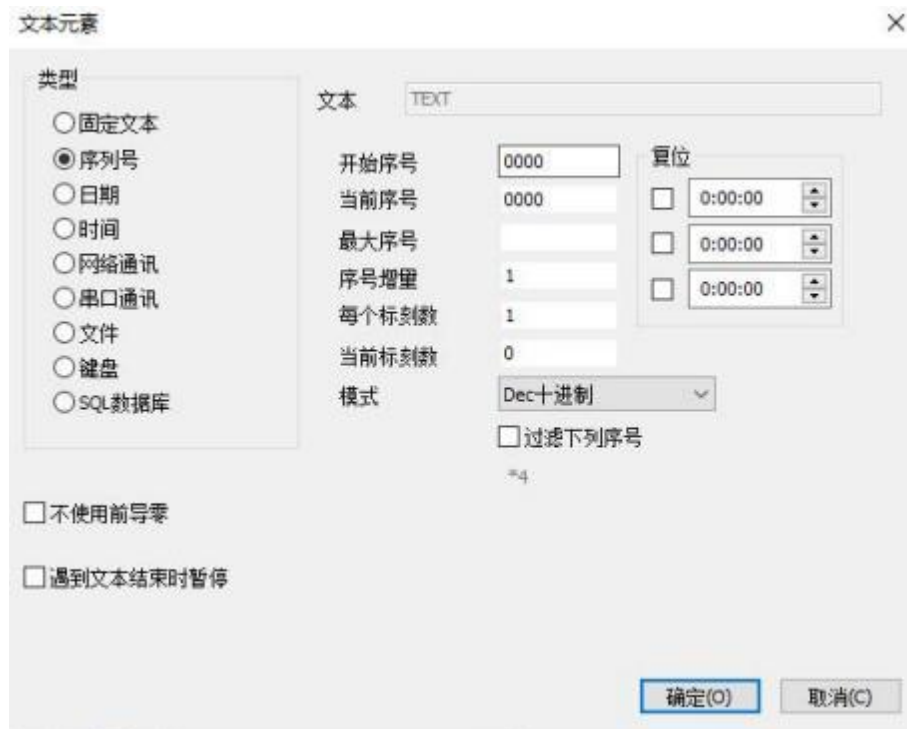 文本元素
类型
固定文本
序列号
日期
时间
网络通讯
串口通讯
文件
键盘
SQL数据库
文本 TEXT
开始序号 0000
当前序号 0000
最大序号
序号增量 1
每个标刻数 1
当前标刻数 0
模式 Dec十进制
过滤下列序号
*4
复位
0:00:00
0:00:00
0:00:00
不使用前导零
遇到文本结束时暂停
确定(O) 取消(C)